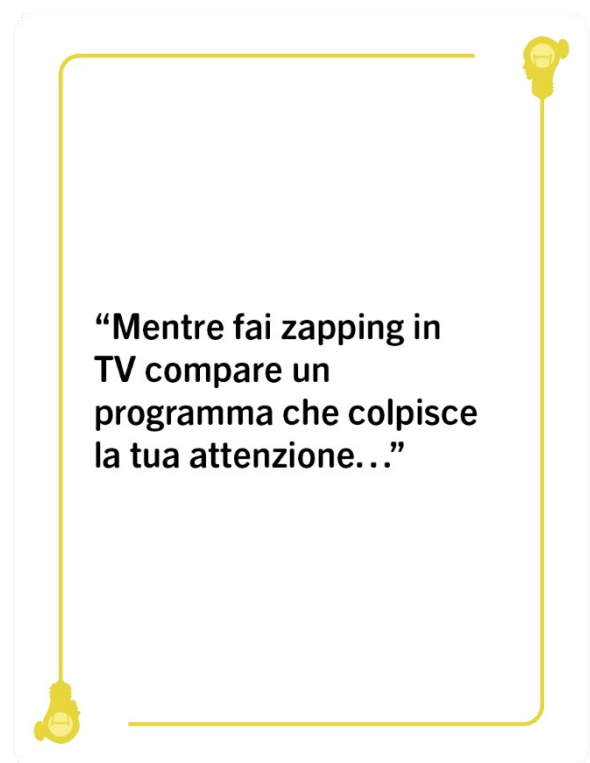 “Mentre fai zapping in
TV compare un
programma che colpisce
la tua attenzione…”